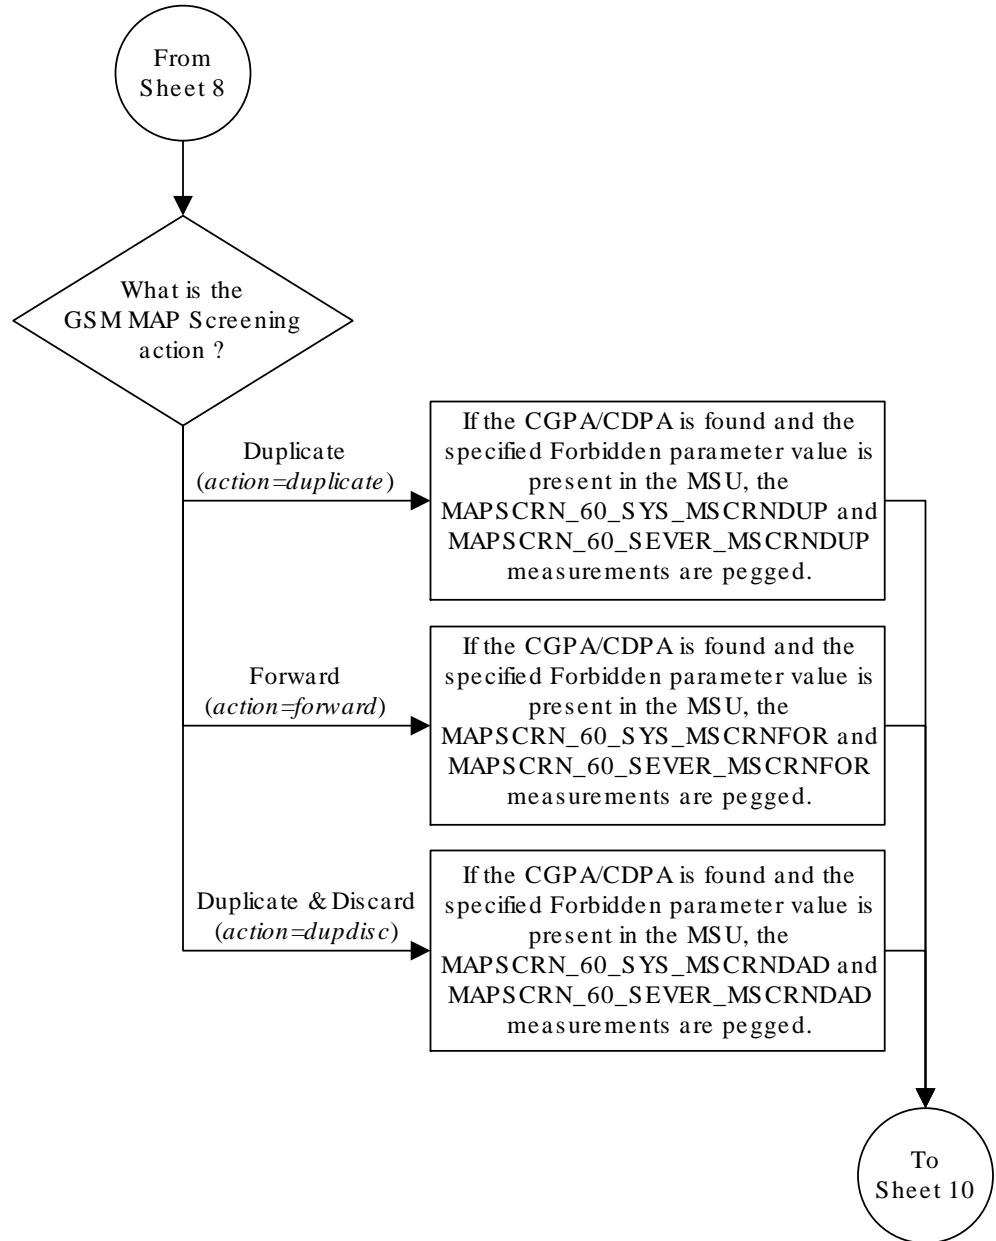 From
Sheet 8
What is the
GSM MAP Screening
action ?
Duplicate
(action=duplicate)
If the CGPA/CDPA is found and the
specified Forbidden parameter value is
present in the MSU, the
MAPSCRN_60_SYS_MSCRNDUP and
MAPSCRN_60_SEVER_MSCRNDUP
measurements are pegged.
Forward
(action=forward)
If the CGPA/CDPA is found and the
specified Forbidden parameter value is
present in the MSU, the
MAPSCRN_60_SYS_MSCRNFOR and
MAPSCRN_60_SEVER_MSCRNFOR
measurements are pegged.
Duplicate & Discard
(action=dupdisc)
If the CGPA/CDPA is found and the
specified Forbidden parameter value is
present in the MSU, the
MAPSCRN_60_SYS_MSCRNDAD and
MAPSCRN_60_SEVER_MSCRNDAD
measurements are pegged.
To
Sheet 10